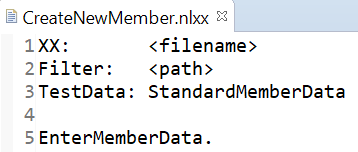 CreateNewMember.nlxx
1 XX:       <filename>
2 Filter:   <path>
3 TestData: StandardMemberData
4
5 EnterMemberData.